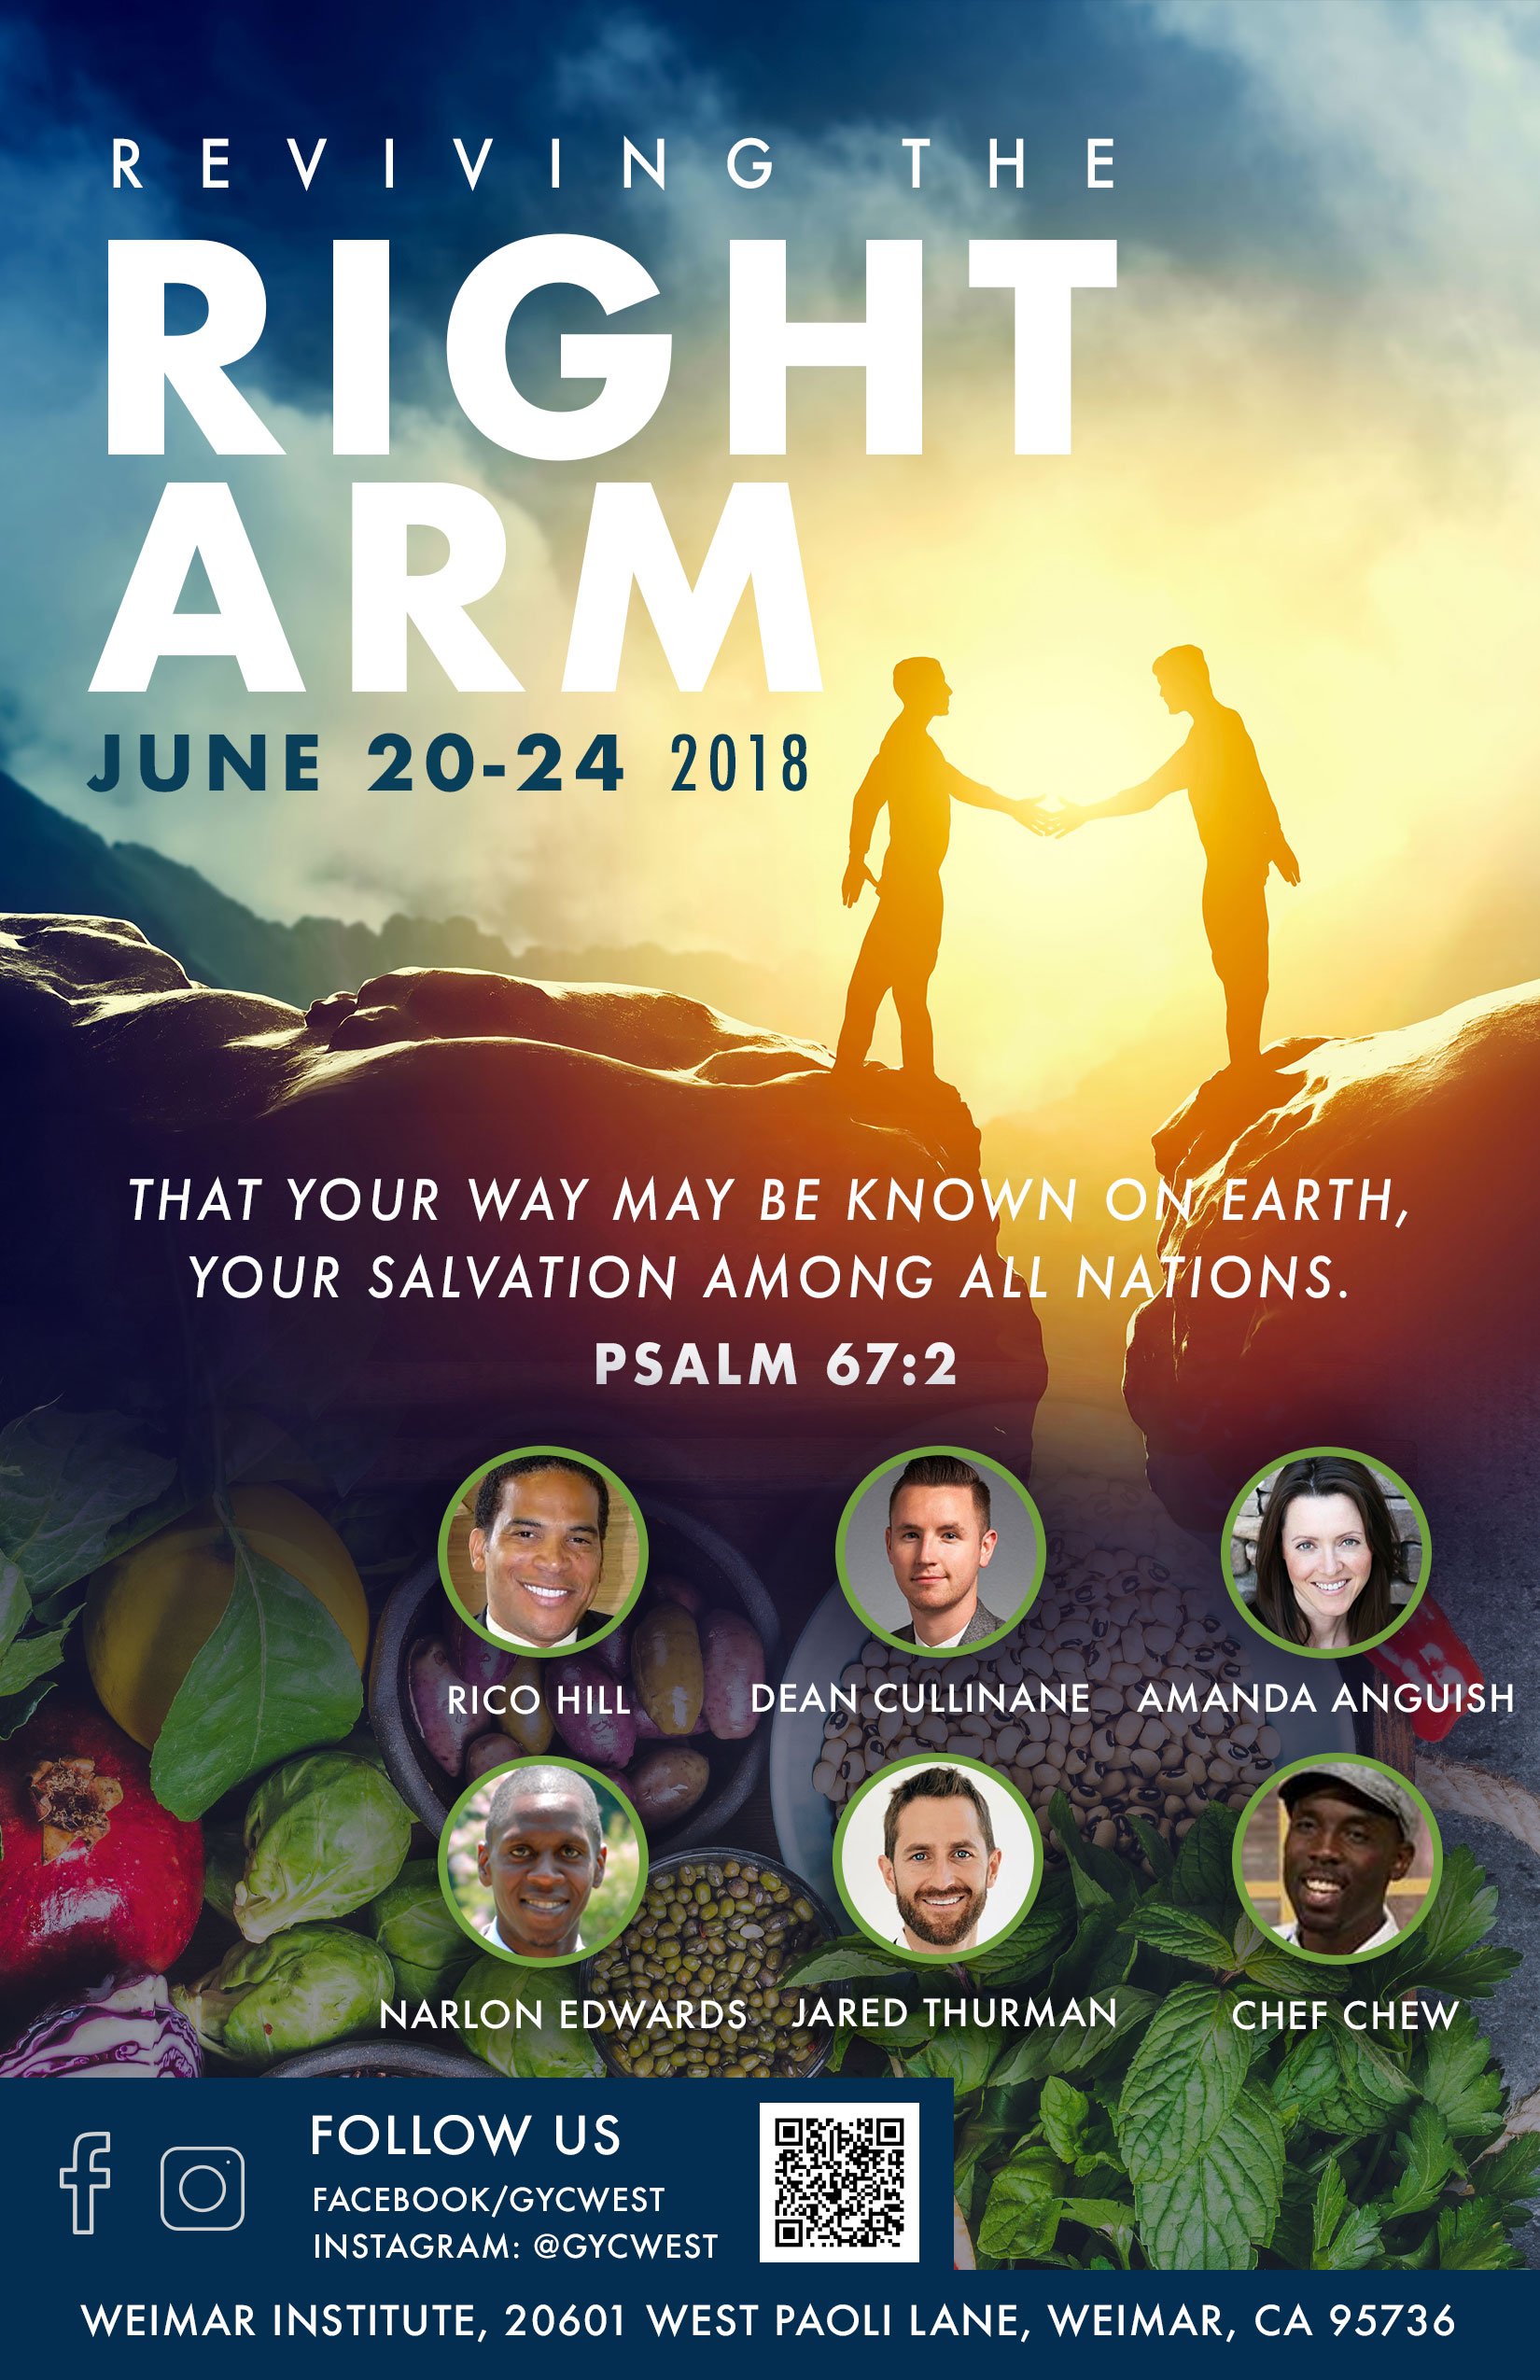 REVIVING THE
RIGHT
ARM
JUNE 20-24 2018
THAT YOUR WAY MAY BE KNOWN ON EARTH,
YOUR SALVATION AMONG ALL NATIONS.
PSALM 67:2
RICO HILL
DEAN CULLINANE
AMANDA ANGUISH
NARLON EDWARDS
JARED THURMAN
CHEF CHEW
FOLLOW US
FACEBOOK/GYCWEST
INSTAGRAM: @GYCWEST
WEIMAR INSTITUTE, 20601 WEST PAOLI LANE, WEIMAR, CA 95736